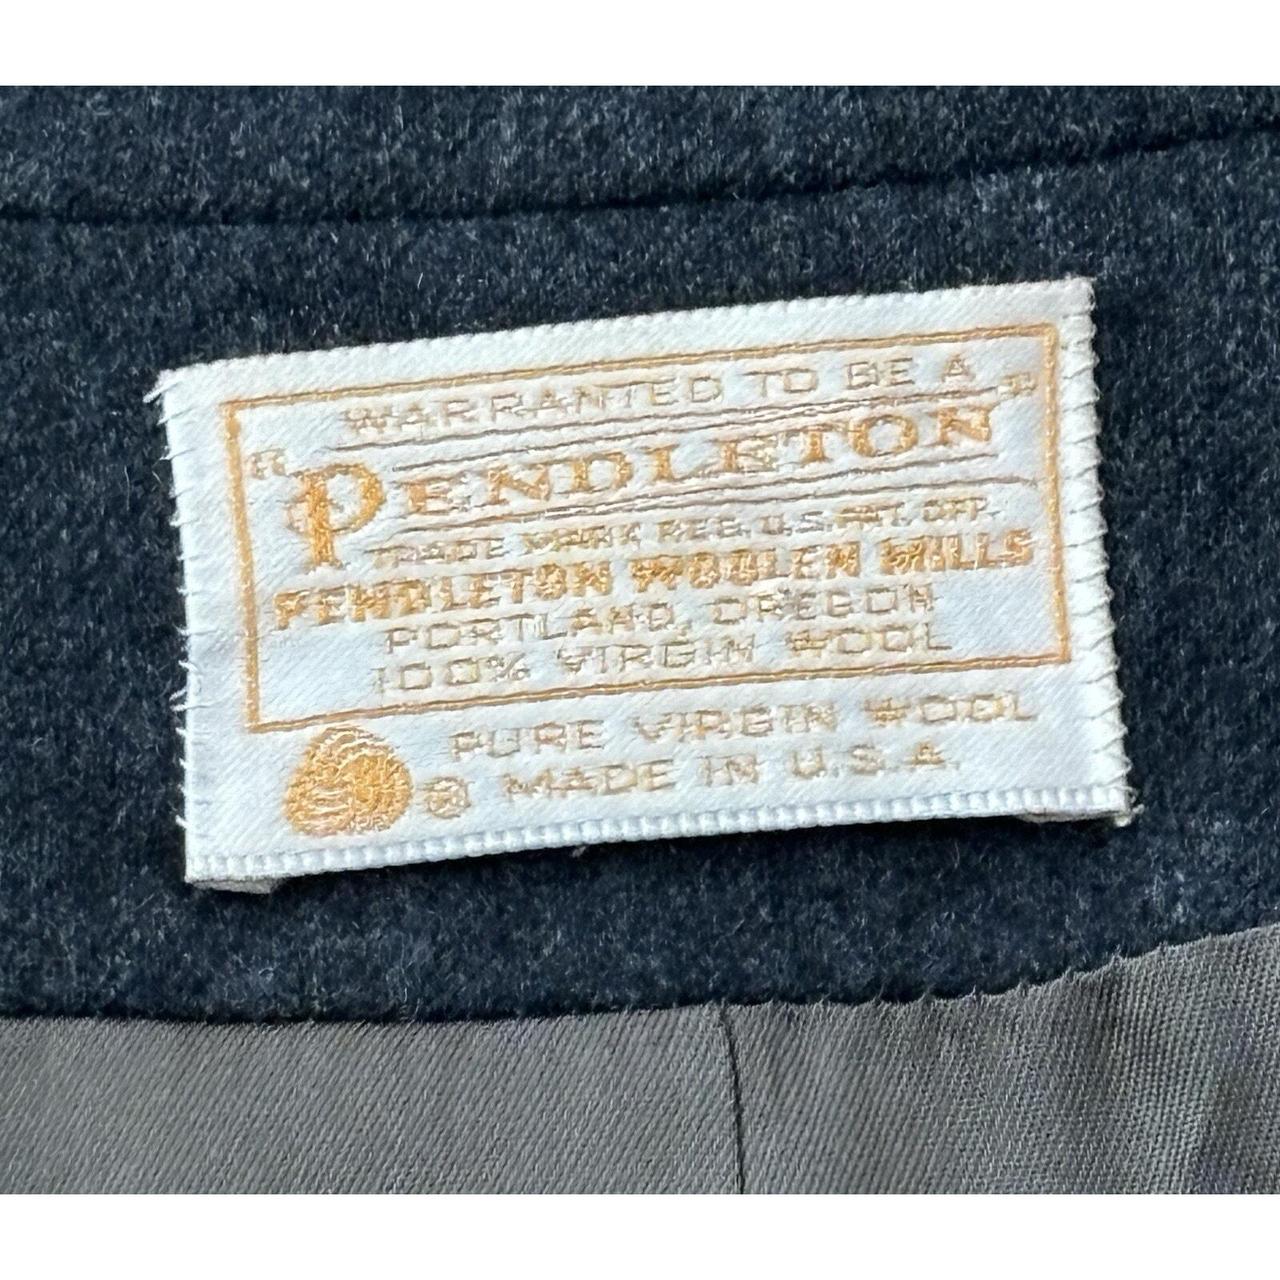 WARRANTED TO BE A
"PENDLETON"
TRADE MARK REG. U.S. PAT. OFF.
PENDLETON WOOLEN MILLS
PORTLAND, OREGON
100% VIRGIN WOOL
PURE VIRGIN WOOL
® MADE IN U.S.A.